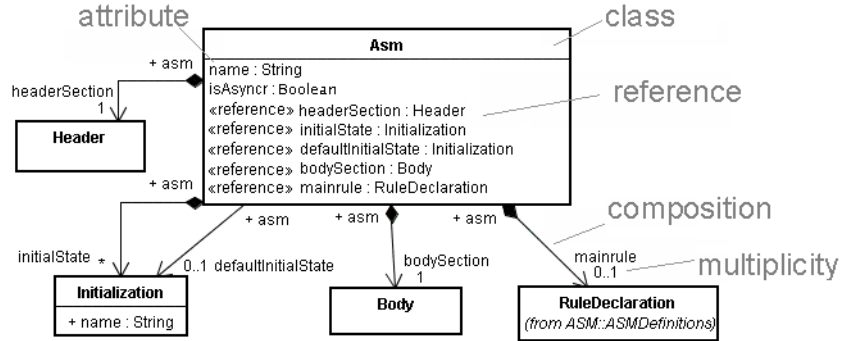 attribute
class
Asm
+ asm
name : String
isAsyncr : Boolean
headerSection
1
«reference» headerSection : Header
reference
Header
«reference» initialState : Initialization
«reference» defaultInitialState : Initialization
«reference» bodySection : Body
+ asm
«reference» mainrule : RuleDeclaration
+ asm
+ asm
+ asm
composition
initialState
*
0..1 defaultInitialState
bodySection
1
mainrule
0..1
multiplicity
Initialization
+ name : String
Body
RuleDeclaration
(from ASM::ASMDefinitions)